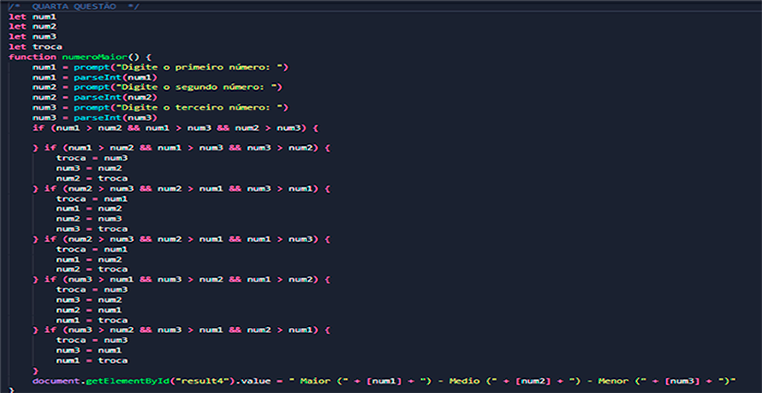 /*  QUARTA QUESTÃO  */
let num1
let num2
let num3
let troca
function numeroMaior() {
    num1 = prompt("Digite o primeiro número: ")
    num1 = parseInt(num1)
    num2 = prompt("Digite o segundo número: ")
    num2 = parseInt(num2)
    num3 = prompt("Digite o terceiro número: ")
    num3 = parseInt(num3)
    if (num1 > num2 && num1 > num3 && num2 > num3) {

    } if (num1 > num2 && num1 > num3 && num3 > num2) {
        troca = num3
        num3 = num2
        num2 = troca
    } if (num2 > num3 && num2 > num1 && num3 > num1) {
        troca = num1
        num1 = num2
        num2 = num3
        num3 = troca
    } if (num2 > num3 && num2 > num1 && num1 > num3) {
        troca = num1
        num1 = num2
        num2 = troca
    } if (num3 > num1 && num3 > num2 && num1 > num2) {
        troca = num3
        num3 = num2
        num2 = num1
        num1 = troca
    } if (num3 > num2 && num3 > num1 && num2 > num1) {
        troca = num3
        num3 = num1
        num1 = troca
    }
    document.getElementById("result4").value = " Maior (" + [num1] + ") - Medio (" + [num2] + ") - Menor (" + [num3] + ")"
}